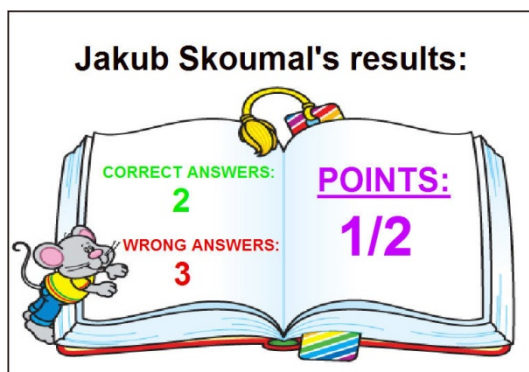 Jakub Skoumal's results:
CORRECT ANSWERS:
2
WRONG ANSWERS:
3
POINTS:
1/2